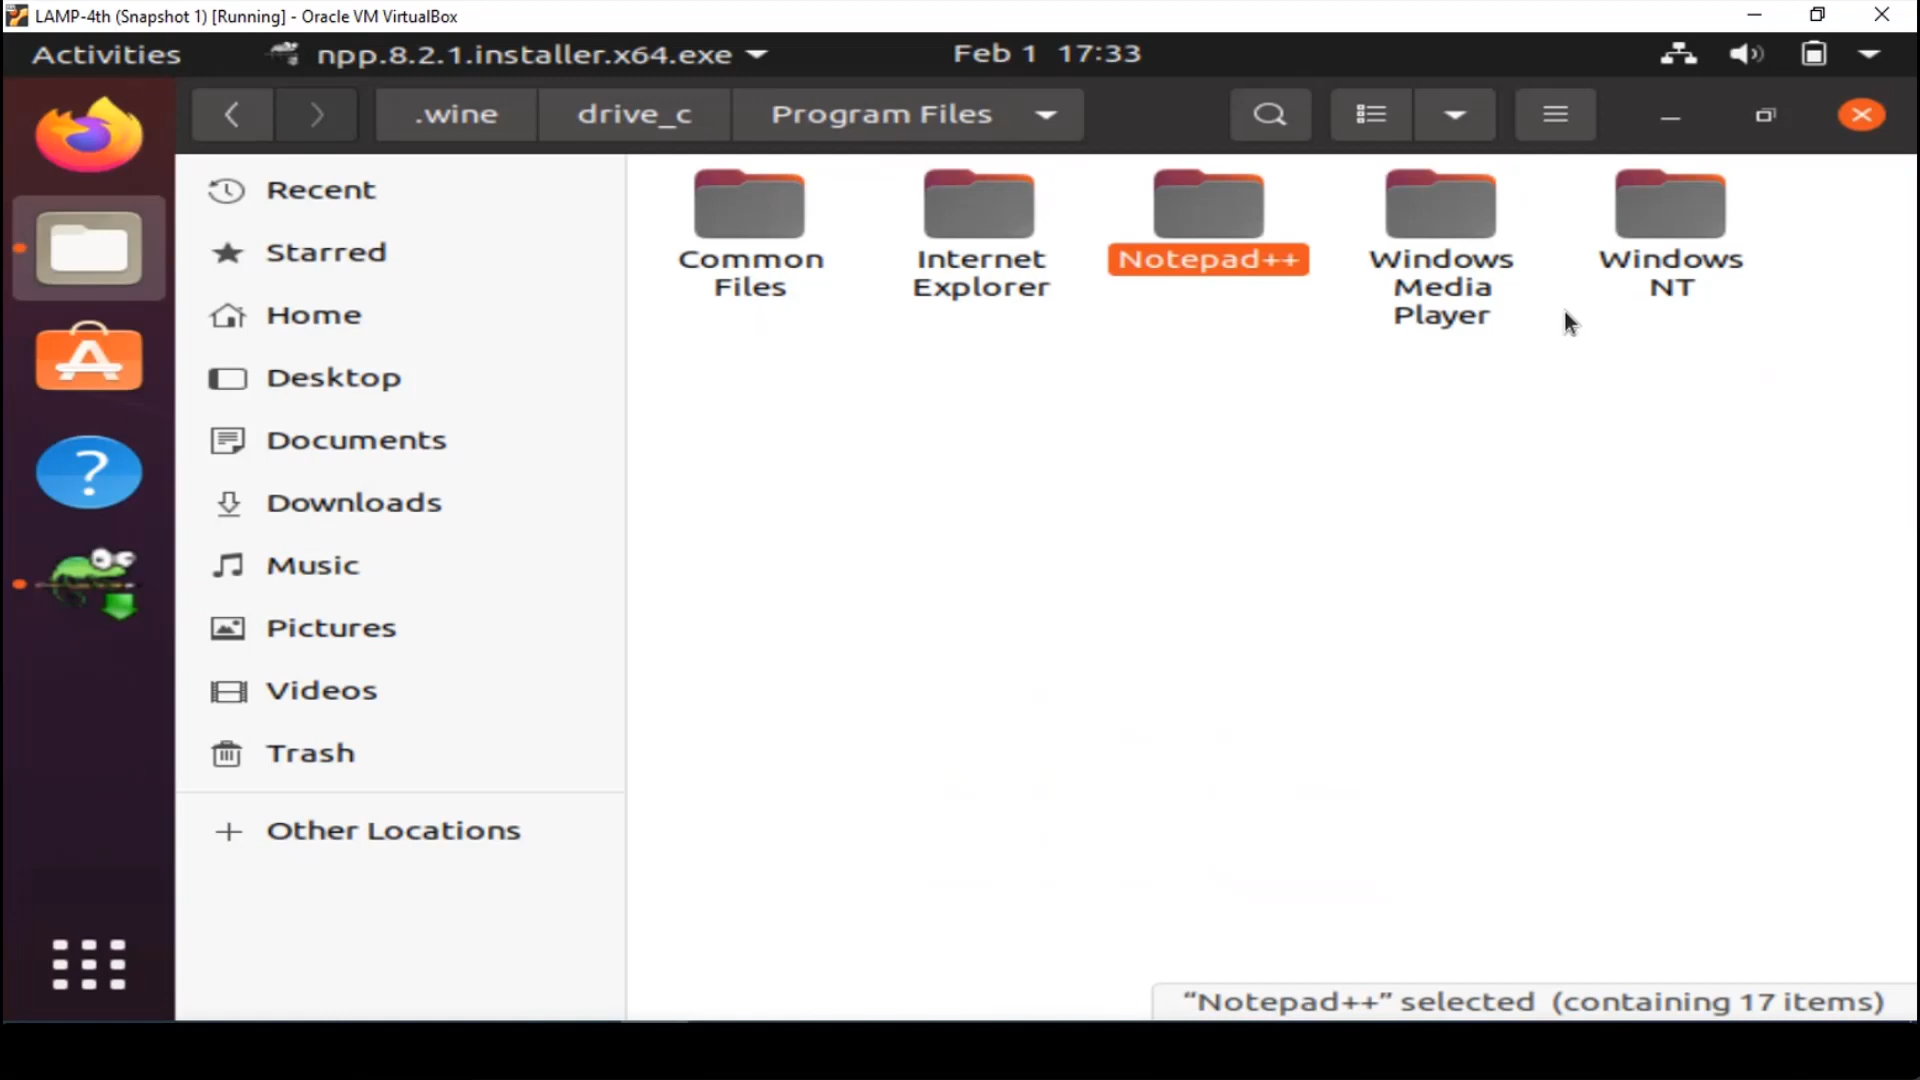 LAMP-4th (Snapshot 1) [Running] - Oracle VM VirtualBox
Activities
npp.8.2.1.installer.x64.exe
Feb 1 17:33
.wine
drive_c
Program Files
Recent
Starred
Home
Desktop
Documents
Downloads
Music
Pictures
Videos
Trash
Other Locations
Common
Files
Internet
Explorer
Notepad++
Windows
Media
Player
Windows
NT
“Notepad++” selected (containing 17 items)